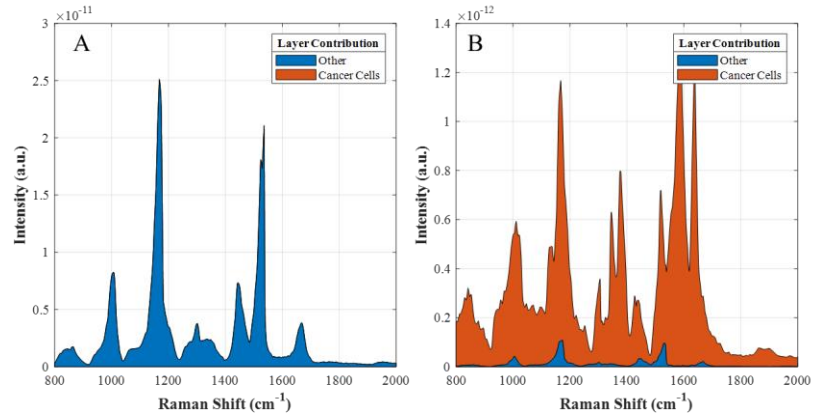 ×10⁻¹¹
3
2.5
2
1.5
1
0.5
0
A
Layer Contribution
Other
Cancer Cells
Intensity (a.u.)
800 1000 1200 1400 1600 1800 2000
Raman Shift (cm⁻¹)
×10⁻¹²
1.4
1.2
1
0.8
0.6
0.4
0.2
0
B
Layer Contribution
Other
Cancer Cells
Intensity (a.u.)
800 1000 1200 1400 1600 1800 2000
Raman Shift (cm⁻¹)